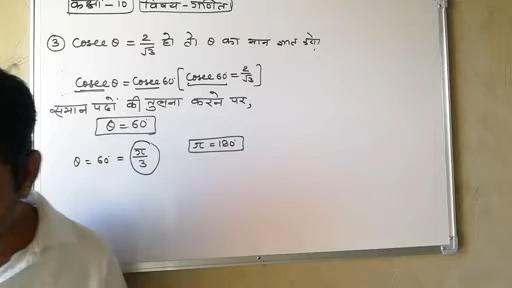 कक्षा-10 विषय-गणित
③ Cosec θ = 2/√3 हो तो θ का मान ज्ञात करो?
Cosec θ = Cosec 60° [Cosec 60° = 2/√3]
समान पदों की तुलना करने पर,
θ = 60°
θ = 60° = π/3 π = 180°